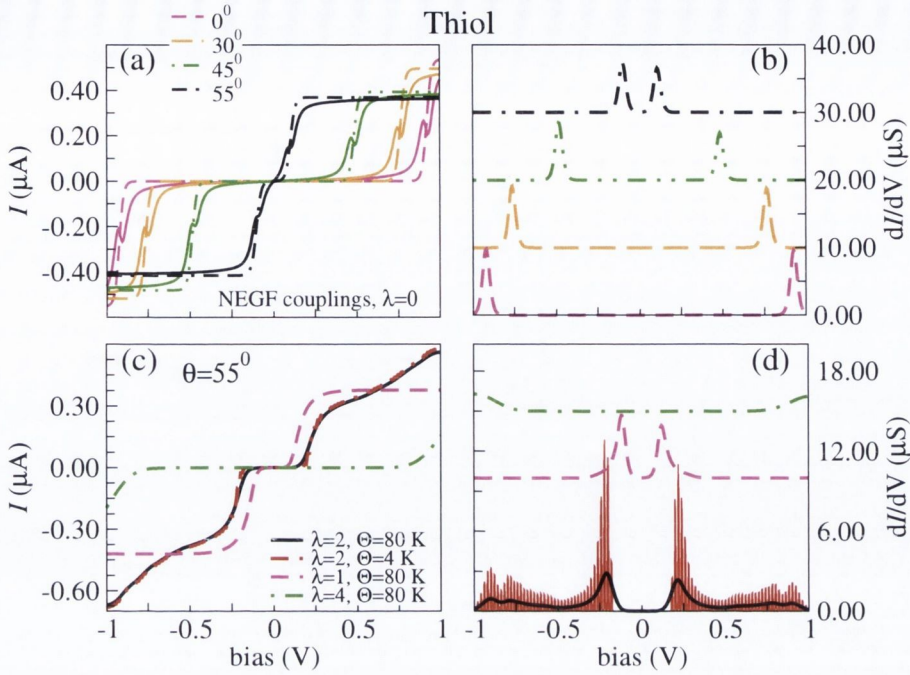 Thiol
0⁰
30⁰
45⁰
55⁰
(a)
0.40
0.20
0.00
-0.20
-0.40
I (µA)
NEGF couplings, λ=0
(b)
40.00
30.00
20.00
10.00
0.00
dI/dV (µS)
(c)
θ=55⁰
0.30
0.00
-0.30
-0.60
I (µA)
λ=2, Θ=80 K
λ=2, Θ=4 K
λ=1, Θ=80 K
λ=4, Θ=80 K
-1 -0.5 0 0.5 1
bias (V)
(d)
18.00
12.00
6.00
0.00
dI/dV (µS)
-1 -0.5 0 0.5 1
bias (V)